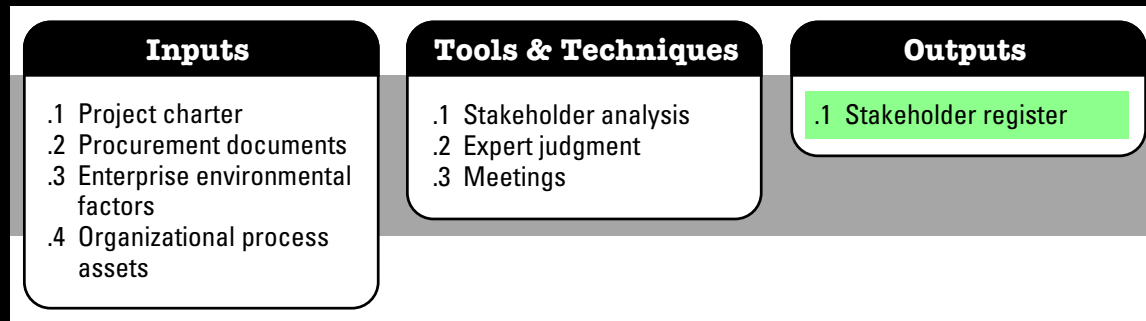 Inputs
.1 Project charter
.2 Procurement documents
.3 Enterprise environmental
factors
.4 Organizational process
assets
Tools & Techniques
.1 Stakeholder analysis
.2 Expert judgment
.3 Meetings
Outputs
.1 Stakeholder register